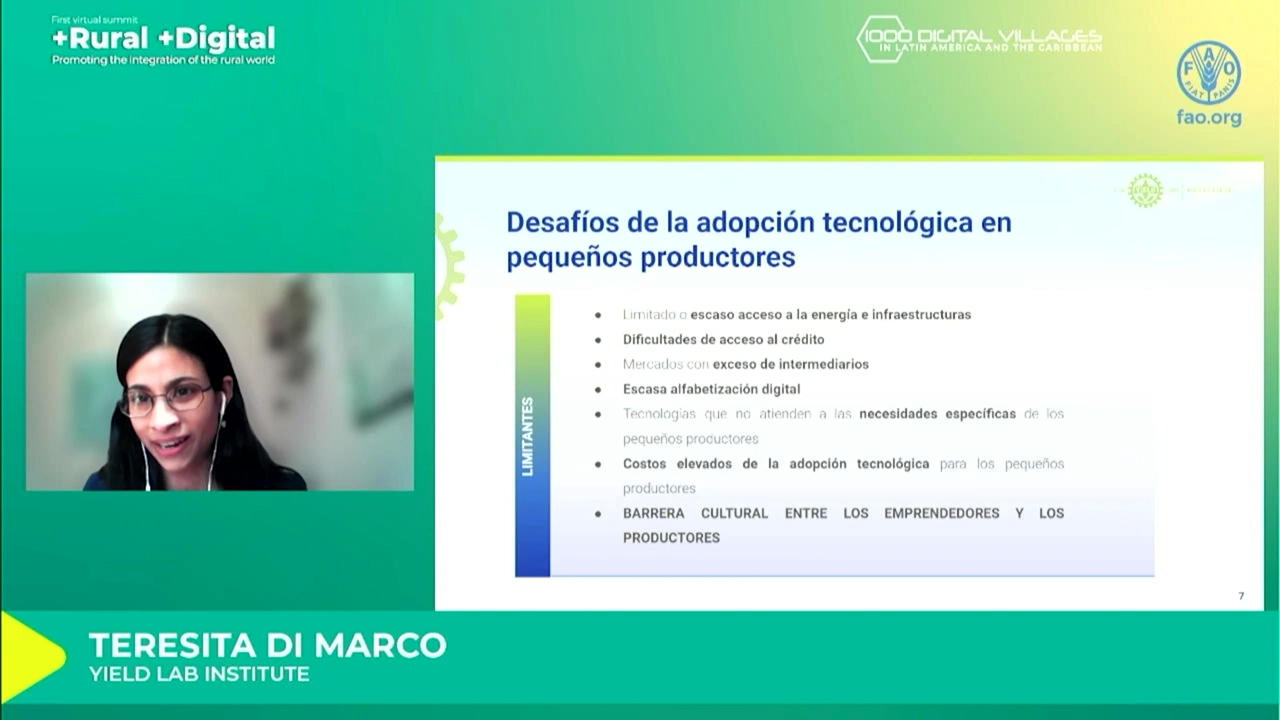 First virtual summit
+Rural +Digital
Promoting the integration of the rural world
1000 DIGITAL VILLAGES
IN LATIN AMERICA AND THE CARIBBEAN
FAO
FIAT PANIS
fao.org
YIELD
Desafíos de la adopción tecnológica en
pequeños productores
LIMITANTES
• Limitado o escaso acceso a la energía e infraestructuras
• Dificultades de acceso al crédito
• Mercados con exceso de intermediarios
• Escasa alfabetización digital
• Tecnologías que no atienden a las necesidades específicas de los
pequeños productores
• Costos elevados de la adopción tecnológica para los pequeños
productores
• BARRERA CULTURAL ENTRE LOS EMPRENDEDORES Y LOS
PRODUCTORES
7
TERESITA DI MARCO
YIELD LAB INSTITUTE